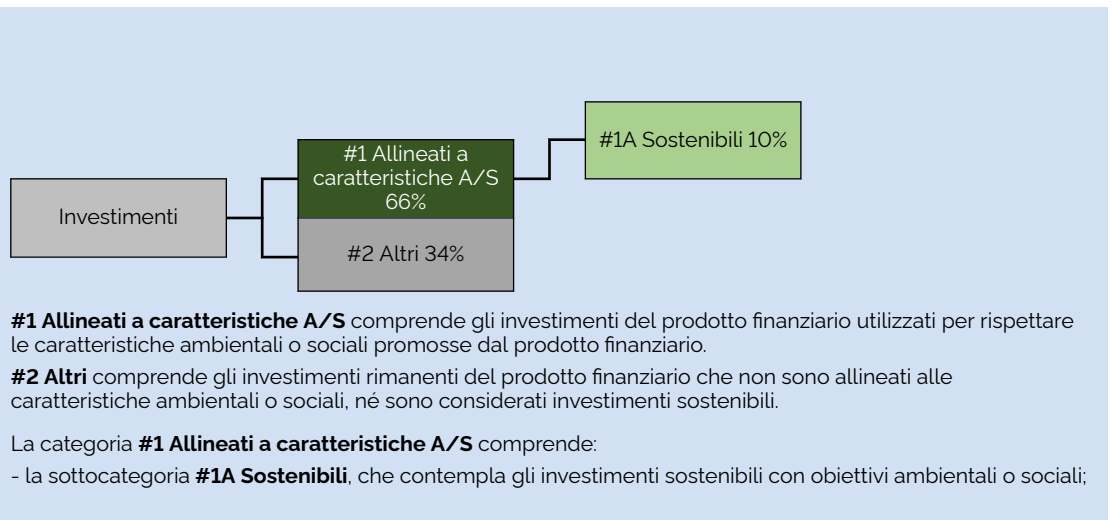 #1A Sostenibili 10%
#1 Allineati a
caratteristiche A/S
66%
Investimenti
#2 Altri 34%
#1 Allineati a caratteristiche A/S comprende gli investimenti del prodotto finanziario utilizzati per rispettare
le caratteristiche ambientali o sociali promosse dal prodotto finanziario.
#2 Altri comprende gli investimenti rimanenti del prodotto finanziario che non sono allineati alle
caratteristiche ambientali o sociali, né sono considerati investimenti sostenibili.
La categoria #1 Allineati a caratteristiche A/S comprende:
- la sottocategoria #1A Sostenibili, che contempla gli investimenti sostenibili con obiettivi ambientali o sociali;